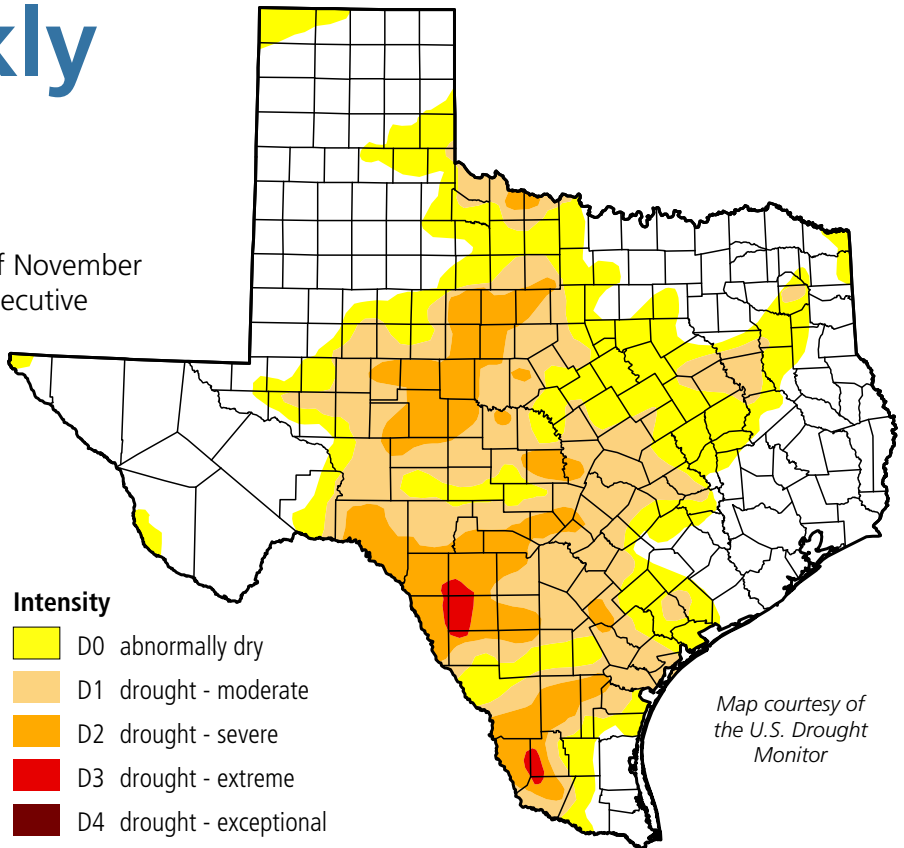 kly
f November
ecutive
Intensity
D0 abnormally dry
D1 drought - moderate
D2 drought - severe
D3 drought - extreme
D4 drought - exceptional
Map courtesy of
the U.S. Drought
Monitor